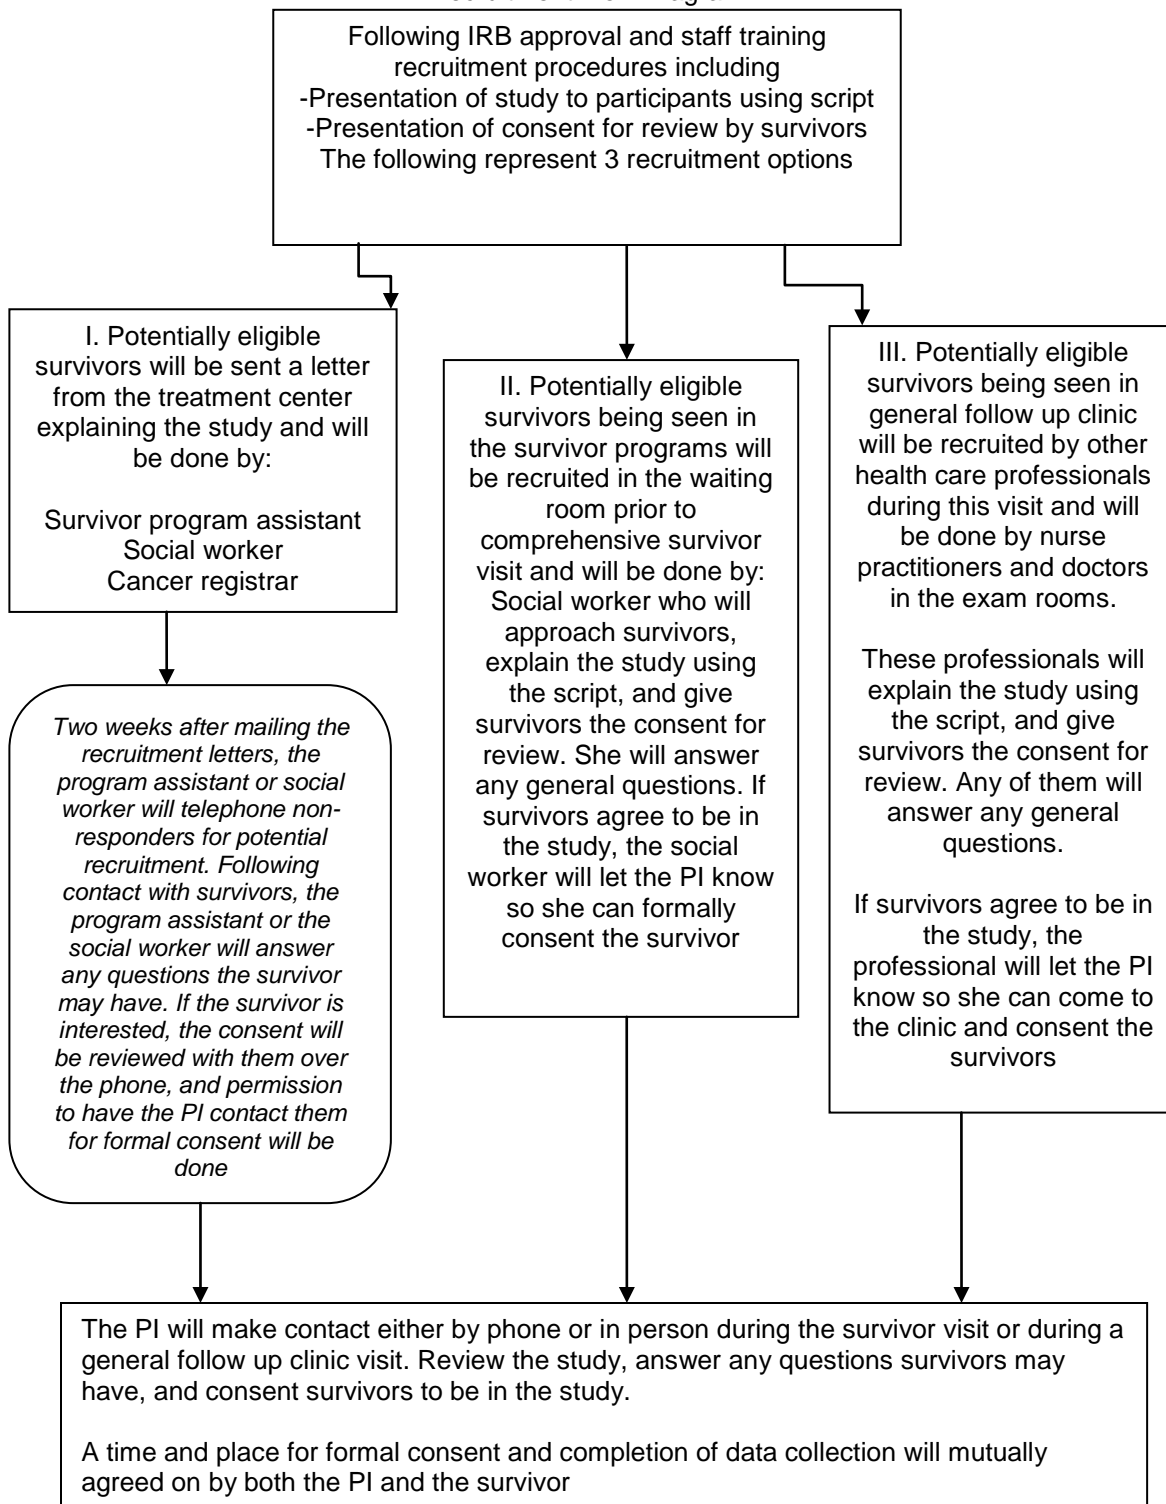 Following IRB approval and staff training
recruitment procedures including
-Presentation of study to participants using script
-Presentation of consent for review by survivors
The following represent 3 recruitment options
I. Potentially eligible
survivors will be sent a letter
from the treatment center
explaining the study and will
be done by:
Survivor program assistant
Social worker
Cancer registrar
II. Potentially eligible
survivors being seen in
the survivor programs will
be recruited in the waiting
room prior to
comprehensive survivor
visit and will be done by:
Social worker who will
approach survivors,
explain the study using
the script, and give
survivors the consent for
review. She will answer
any general questions. If
survivors agree to be in
the study, the social
worker will let the PI know
so she can formally
consent the survivor
III. Potentially eligible
survivors being seen in
general follow up clinic
will be recruited by other
health care professionals
during this visit and will
be done by nurse
practitioners and doctors
in the exam rooms.
These professionals will
explain the study using
the script, and give
survivors the consent for
review. Any of them will
answer any general
questions.
If survivors agree to be in
the study, the
professional will let the PI
know so she can come to
the clinic and consent the
survivors
Two weeks after mailing the
recruitment letters, the
program assistant or social
worker will telephone non-
responders for potential
recruitment. Following
contact with survivors, the
program assistant or the
social worker will answer
any questions the survivor
may have. If the survivor is
interested, the consent will
be reviewed with them over
the phone, and permission
to have the PI contact them
for formal consent will be
done
The PI will make contact either by phone or in person during the survivor visit or during a
general follow up clinic visit. Review the study, answer any questions survivors may
have, and consent survivors to be in the study.
A time and place for formal consent and completion of data collection will mutually
agreed on by both the PI and the survivor